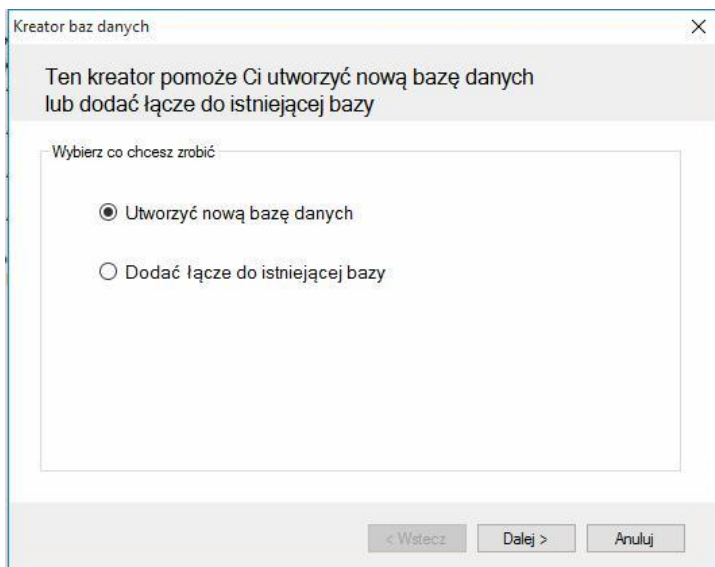 Kreator baz danych
Ten kreator pomoże Ci utworzyć nową bazę danych
lub dodać łącze do istniejącej bazy
Wybierz co chcesz zrobić
Utworzyć nową bazę danych
Dodać łącze do istniejącej bazy
< Wstecz
Dalej >
Anuluj